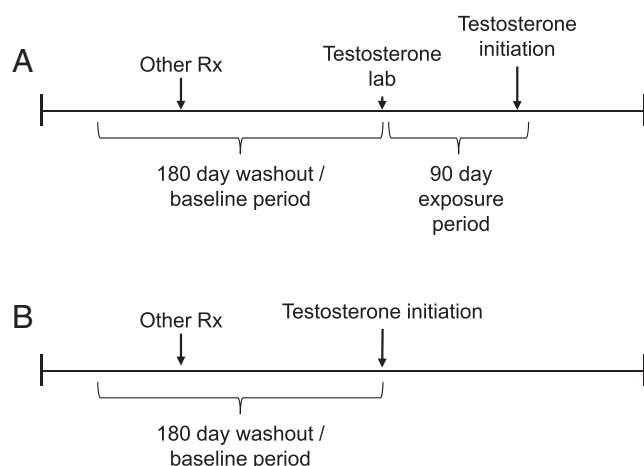 A
Other Rx
Testosterone
lab
Testosterone
initiation
180 day washout /
baseline period
90 day
exposure
period
B
Other Rx
Testosterone initiation
180 day washout /
baseline period